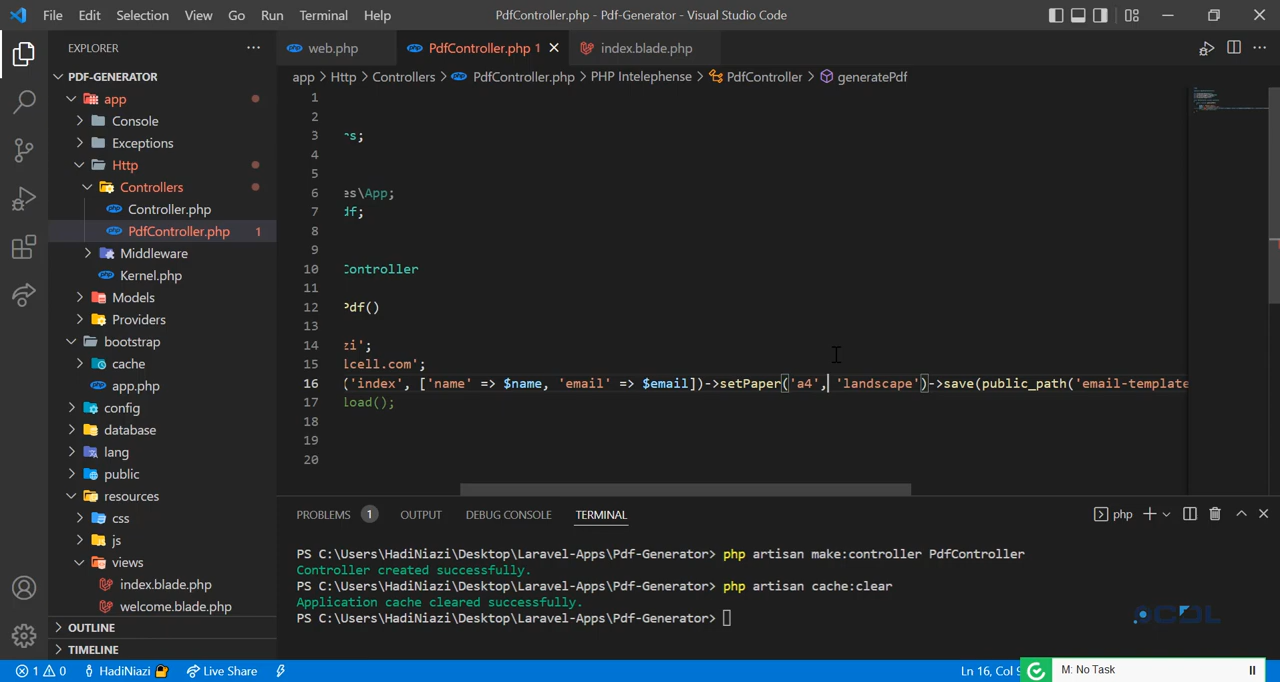 File Edit Selection View Go Run Terminal Help
PdfController.php - Pdf-Generator - Visual Studio Code
EXPLORER
PDF-GENERATOR
app
Console
Exceptions
Http
Controllers
Controller.php
PdfController.php 1
Middleware
Kernel.php
Models
Providers
bootstrap
cache
app.php
config
database
lang
public
resources
css
js
views
index.blade.php
welcome.blade.php
OUTLINE
TIMELINE
web.php PdfController.php 1 index.blade.php
app > Http > Controllers > PdfController.php > PHP Intelephense > PdfController > generatePdf
1
2
3 rs;
4
5
6 es\App;
7 df;
8
9
10 Controller
11
12 Pdf()
13
14 zi';
15 lcell.com';
16 ('index', ['name' => $name, 'email' => $email])->setPaper('a4', 'landscape')->save(public_path('email-template
17 load();
18
19
20
PROBLEMS 1 OUTPUT DEBUG CONSOLE TERMINAL
php
PS C:\Users\HadiNiazi\Desktop\Laravel-Apps\Pdf-Generator> php artisan make:controller PdfController
Controller created successfully.
PS C:\Users\HadiNiazi\Desktop\Laravel-Apps\Pdf-Generator> php artisan cache:clear
Application cache cleared successfully.
PS C:\Users\HadiNiazi\Desktop\Laravel-Apps\Pdf-Generator>
1 0 HadiNiazi Live Share
Ln 16, Col
M: No Task